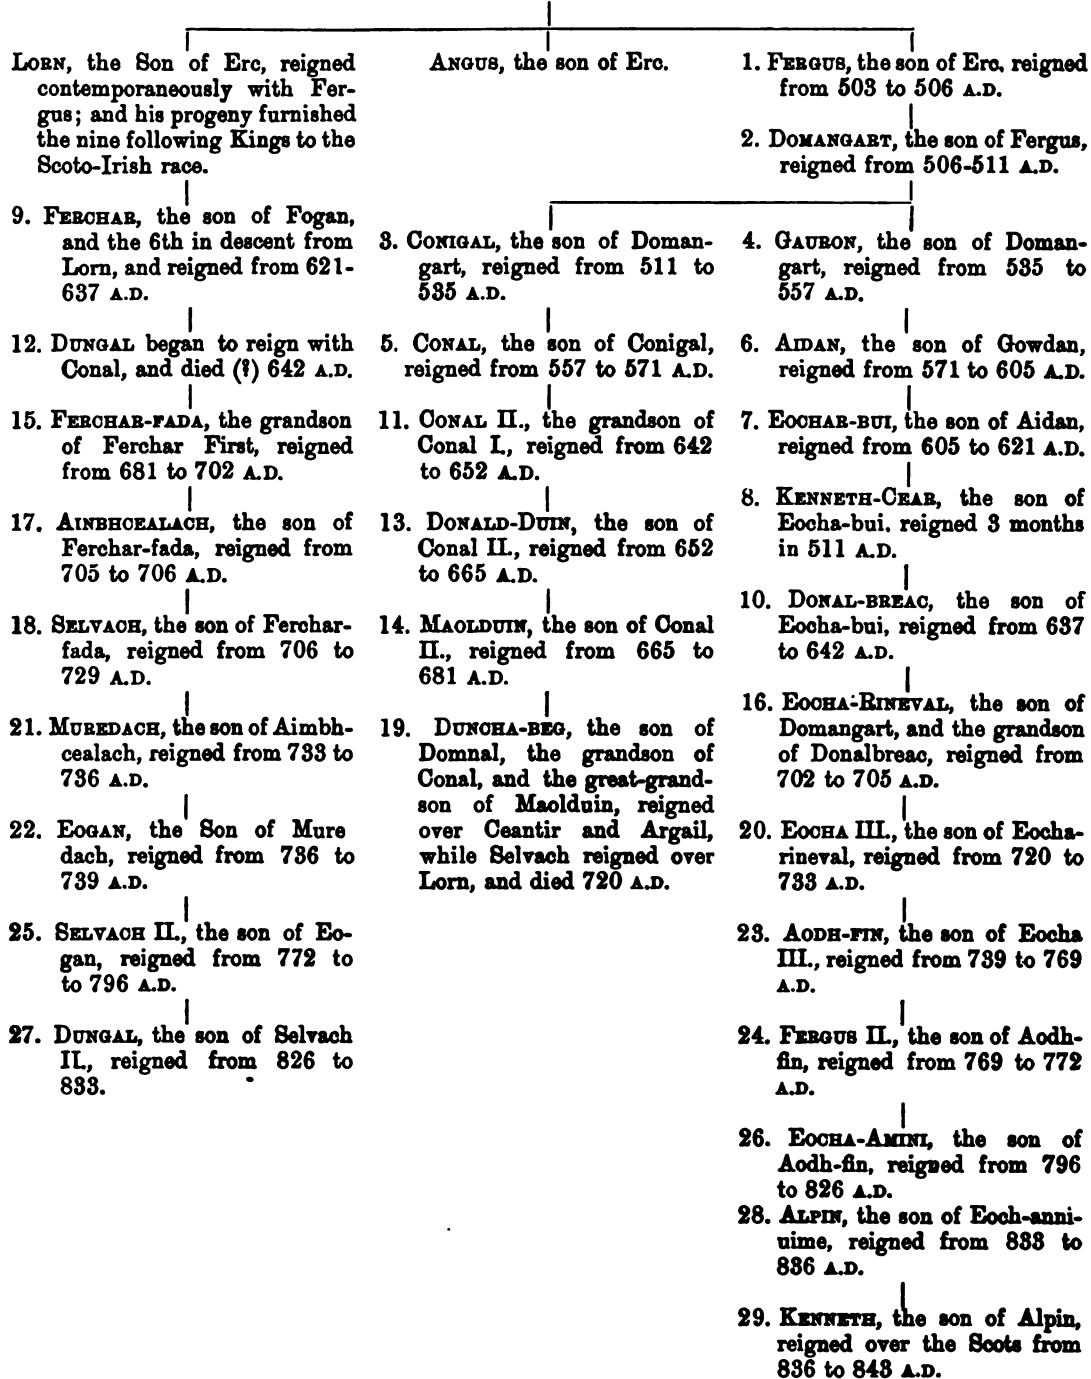 LORN, the Son of Erc, reigned
contemporaneously with Fer-
gus; and his progeny furnished
the nine following Kings to the
Scoto-Irish race.
9. FERCHAR, the son of Fogan,
and the 6th in descent from
Lorn, and reigned from 621-
637 A.D.
12. DUNGAL began to reign with
Conal, and died (?) 642 A.D.
15. FERCHAR-FADA, the grandson
of Ferchar First, reigned
from 681 to 702 A.D.
17. AINBHCEALACH, the son of
Ferchar-fada, reigned from
705 to 706 A.D.
18. SELVACH, the son of Ferchar-
fada, reigned from 706 to
729 A.D.
21. MUREDACH, the son of Aimbh-
cealach, reigned from 733 to
736 A.D.
22. EOGAN, the Son of Mure
dach, reigned from 736 to
739 A.D.
25. SELVACH II., the son of Eo-
gan, reigned from 772 to
to 796 A.D.
27. DUNGAL, the son of Selvach
II., reigned from 826 to
833.
ANGUS, the son of Erc.
3. CONIGAL, the son of Doman-
gart, reigned from 511 to
535 A.D.
5. CONAL, the son of Conigal,
reigned from 557 to 571 A.D.
11. CONAL II., the grandson of
Conal I., reigned from 642
to 652 A.D.
13. DONALD-DUIN, the son of
Conal II., reigned from 652
to 665 A.D.
14. MAOLDUIN, the son of Conal
II., reigned from 665 to
681 A.D.
19. DUNCHA-BEG, the son of
Domnal, the grandson of
Conal, and the great-grand-
son of Maolduin, reigned
over Ceantir and Argail,
while Selvach reigned over
Lorn, and died 720 A.D.
1. FERGUS, the son of Erc, reigned
from 503 to 506 A.D.
2. DOMANGART, the son of Fergus,
reigned from 506-511 A.D.
4. GAURON, the son of Doman-
gart, reigned from 535 to
557 A.D.
6. AIDAN, the son of Gowdan,
reigned from 571 to 605 A.D.
7. EOCHAR-BUI, the son of Aidan,
reigned from 605 to 621 A.D.
8. KENNETH-CEAR, the son of
Eocha-bui, reigned 3 months
in 511 A.D.
10. DONAL-BREAC, the son of
Eocha-bui, reigned from 637
to 642 A.D.
16. EOCHA-RINEVAL, the son of
Domangart, and the grandson
of Donalbreac, reigned from
702 to 705 A.D.
20. EOCHA III., the son of Eocha-
rineval, reigned from 720 to
733 A.D.
23. AODH-FIN, the son of Eocha
III., reigned from 739 to 769
A.D.
24. FERGUS II., the son of Aodh-
fin, reigned from 769 to 772
A.D.
26. EOCHA-AMINI, the son of
Aodh-fin, reigned from 796
to 826 A.D.
28. ALPIN, the son of Eoch-anni-
uime, reigned from 833 to
836 A.D.
29. KENNETH, the son of Alpin,
reigned over the Scots from
836 to 843 A.D.